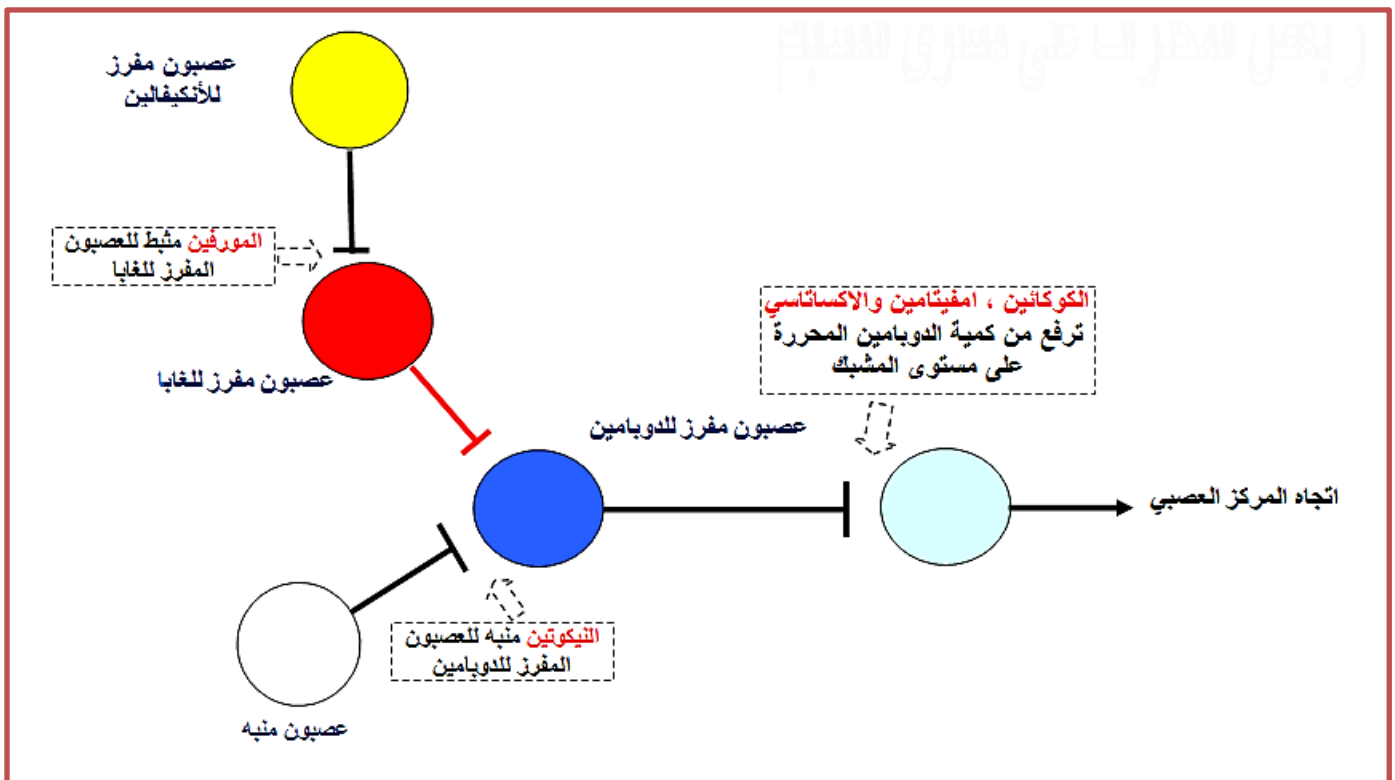 عصبون مفرز
للأنكيفالين
المورفين مثبط للعصبون
المفرز للغابا
عصبون مفرز للغابا
الكوكائين ، امفيتامين والاكساتاسي
ترفع من كمية الدوبامين المحررة
على مستوى المشبك
عصبون مفرز للدوبامين
اتجاه المركز العصبي
النيكوتين منبه للعصبون
المفرز للدوبامين
عصبون منبه